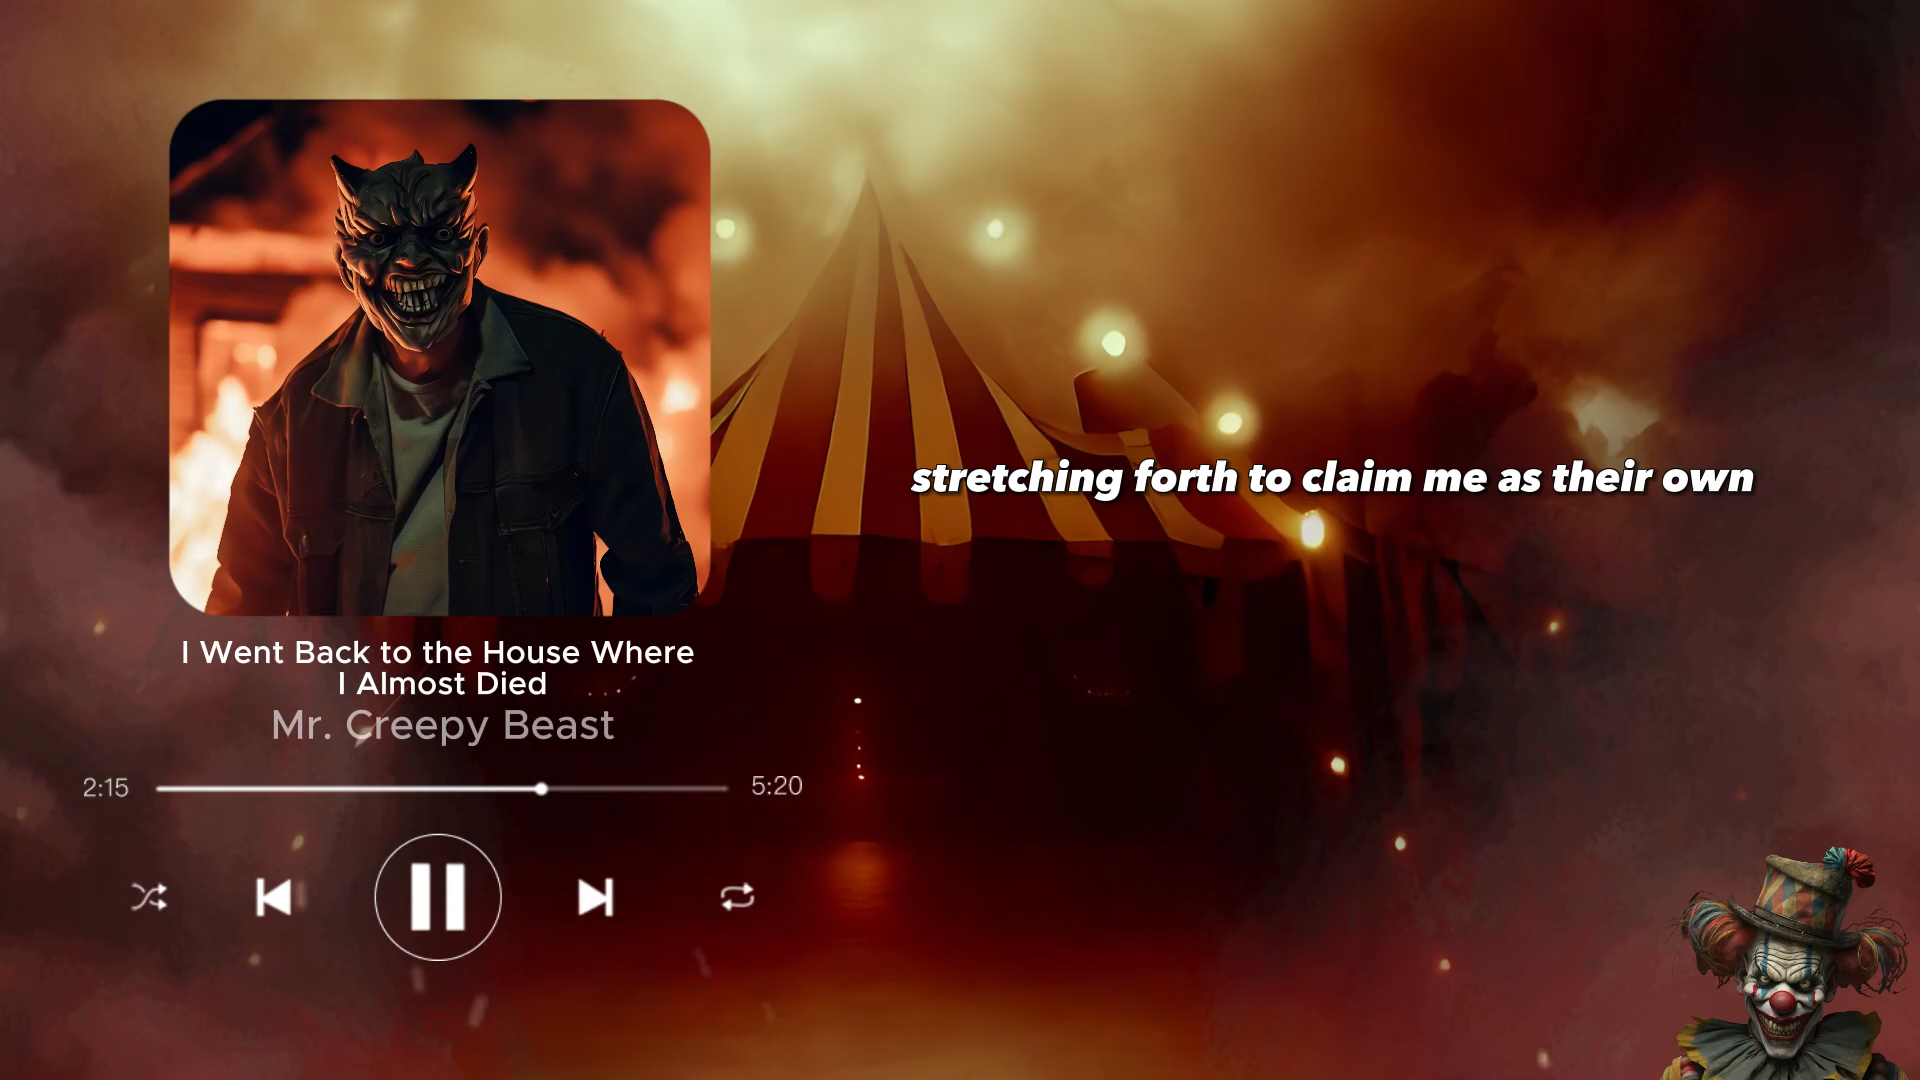 I Went Back to the House Where
I Almost Died
Mr. Creepy Beast
2:15
5:20
stretching forth to claim me as their own